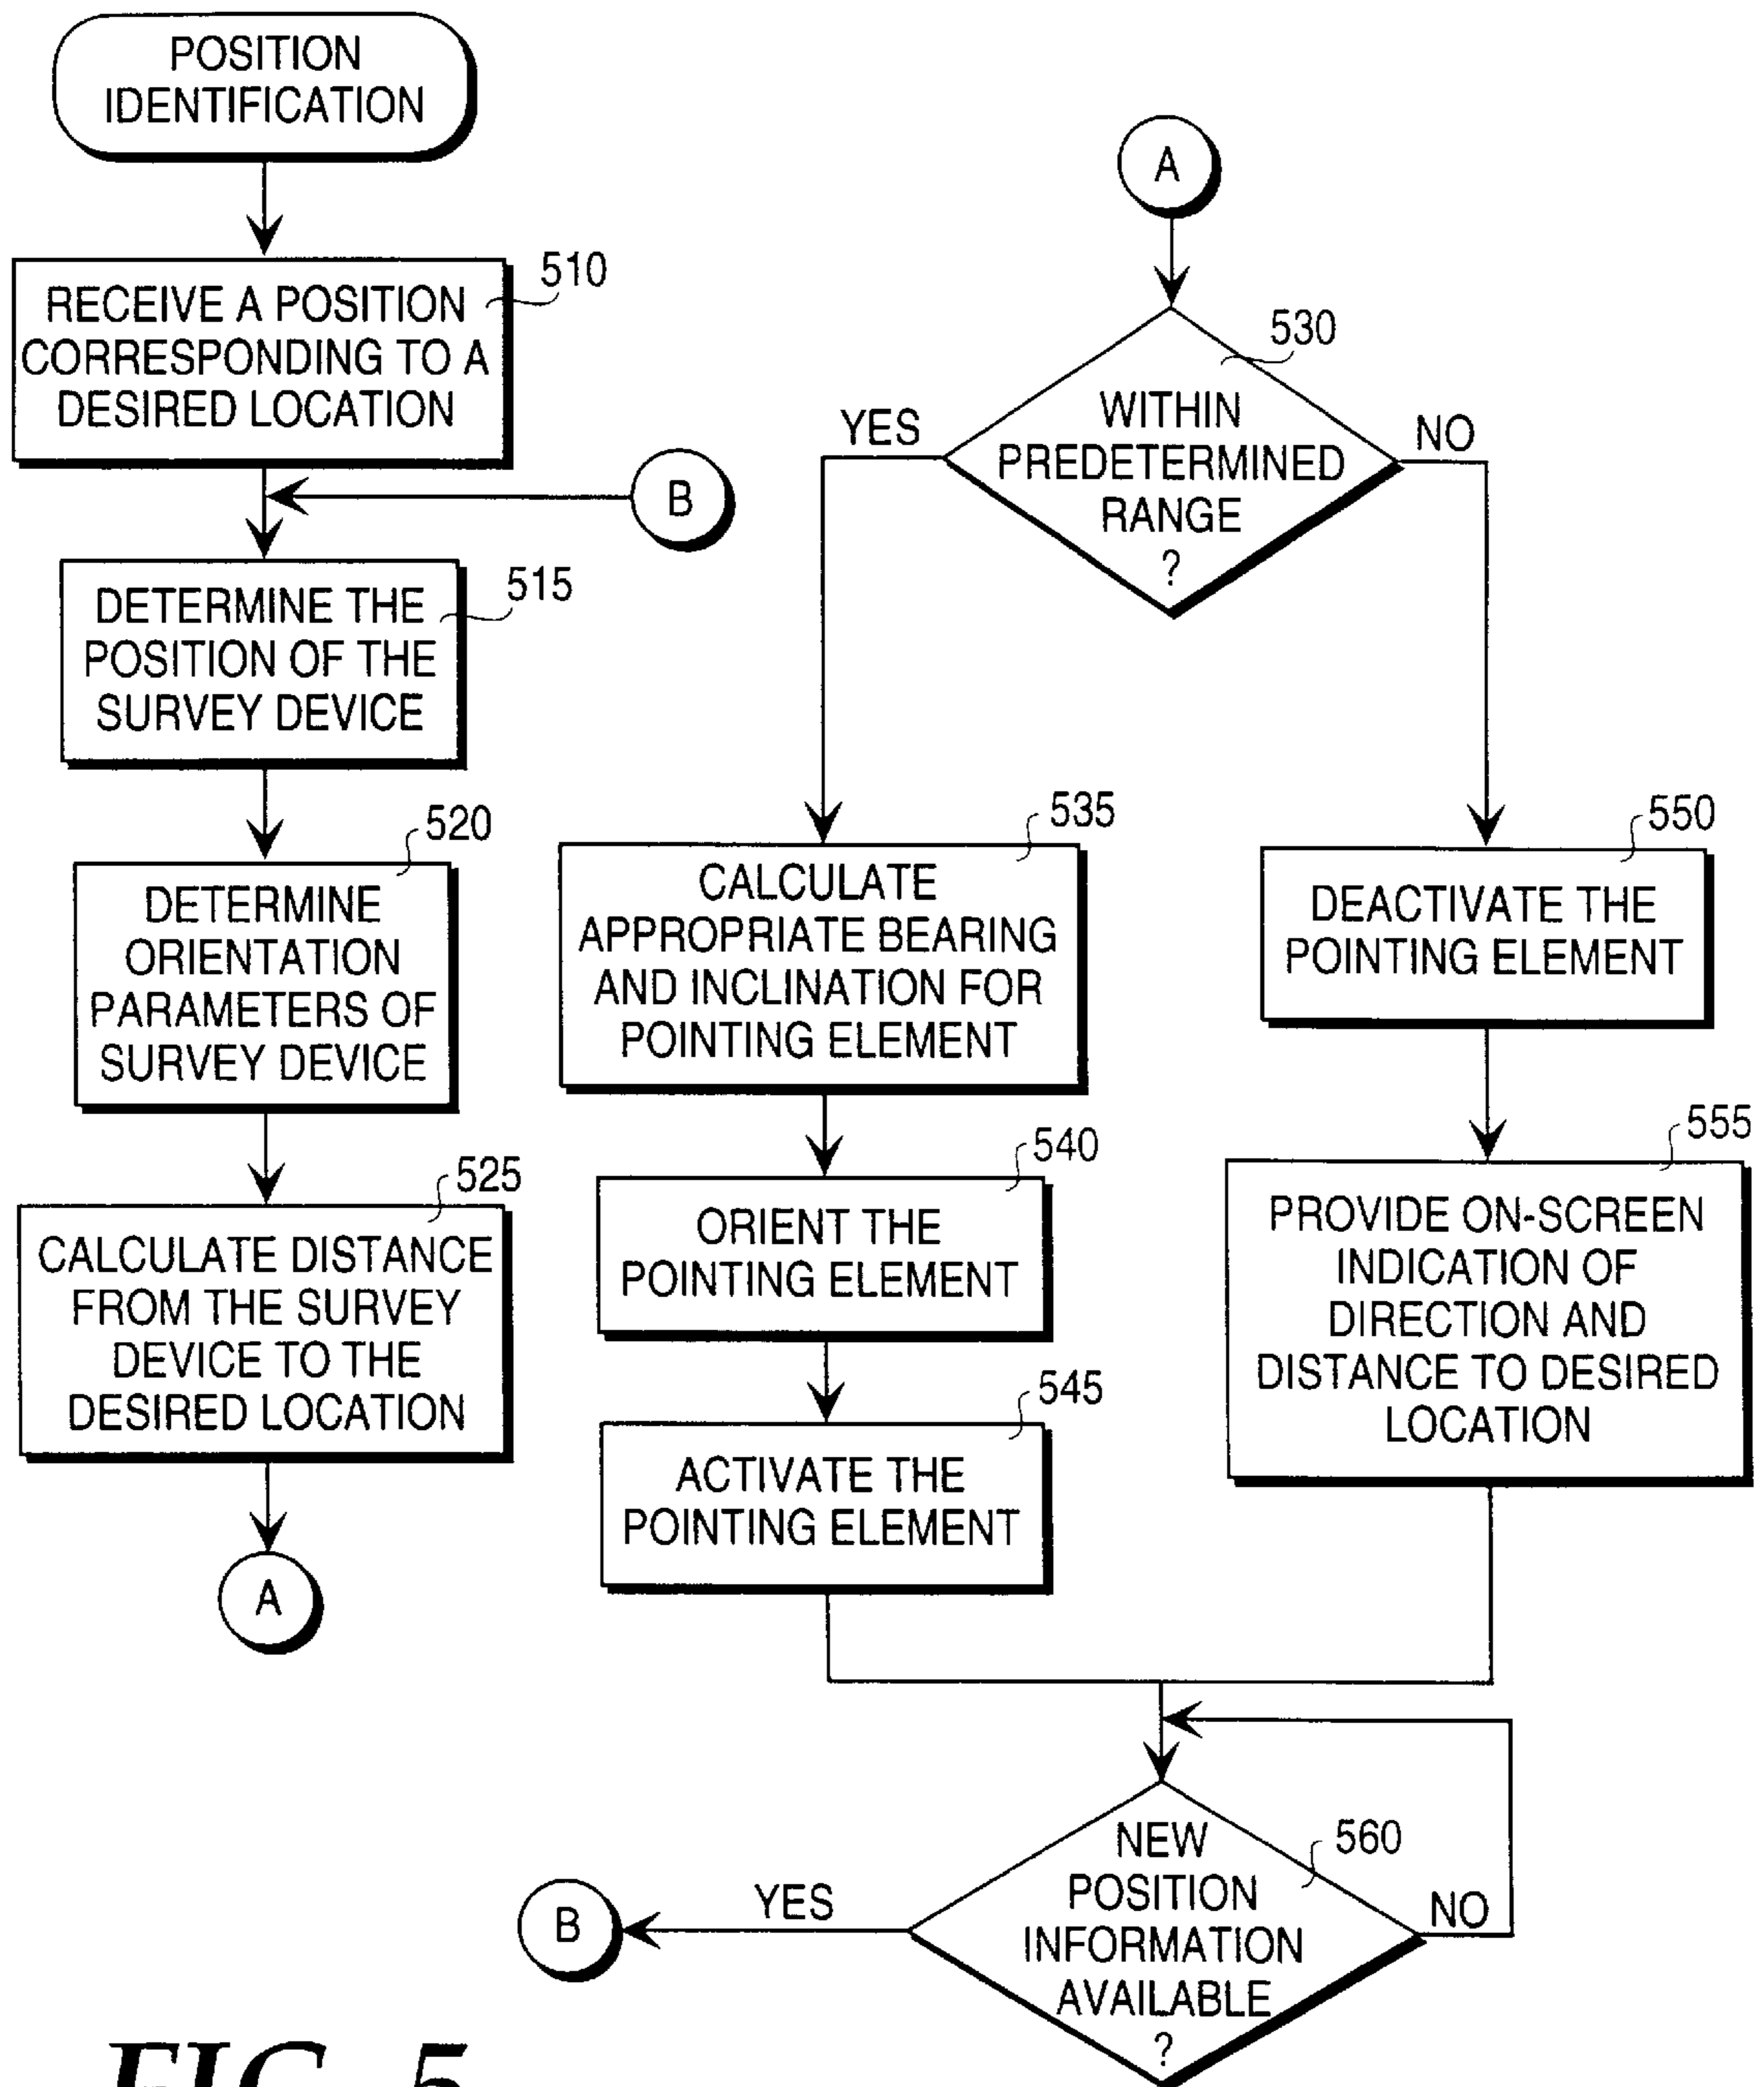 POSITION
IDENTIFICATION
510
RECEIVE A POSITION
CORRESPONDING TO A
DESIRED LOCATION
B
515
DETERMINE THE
POSITION OF THE
SURVEY DEVICE
520
DETERMINE
ORIENTATION
PARAMETERS OF
SURVEY DEVICE
525
CALCULATE DISTANCE
FROM THE SURVEY
DEVICE TO THE
DESIRED LOCATION
A
A
530
WITHIN
PREDETERMINED
RANGE
?
YES
NO
535
CALCULATE
APPROPRIATE BEARING
AND INCLINATION FOR
POINTING ELEMENT
540
ORIENT THE
POINTING ELEMENT
545
ACTIVATE THE
POINTING ELEMENT
550
DEACTIVATE THE
POINTING ELEMENT
555
PROVIDE ON-SCREEN
INDICATION OF
DIRECTION AND
DISTANCE TO DESIRED
LOCATION
560
NEW
POSITION
INFORMATION
AVAILABLE
?
NO
YES
B
FIG. 5